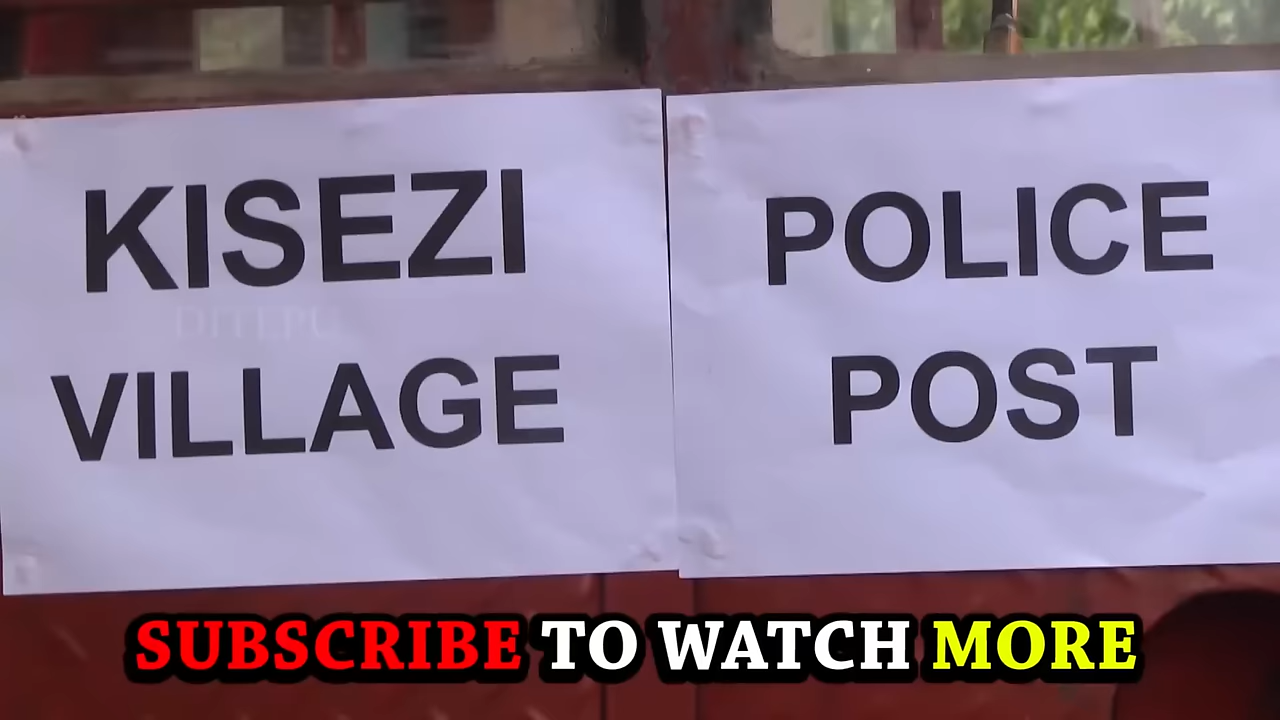 KISEZI
VILLAGE
POLICE
POST
SUBSCRIBE TO WATCH MORE